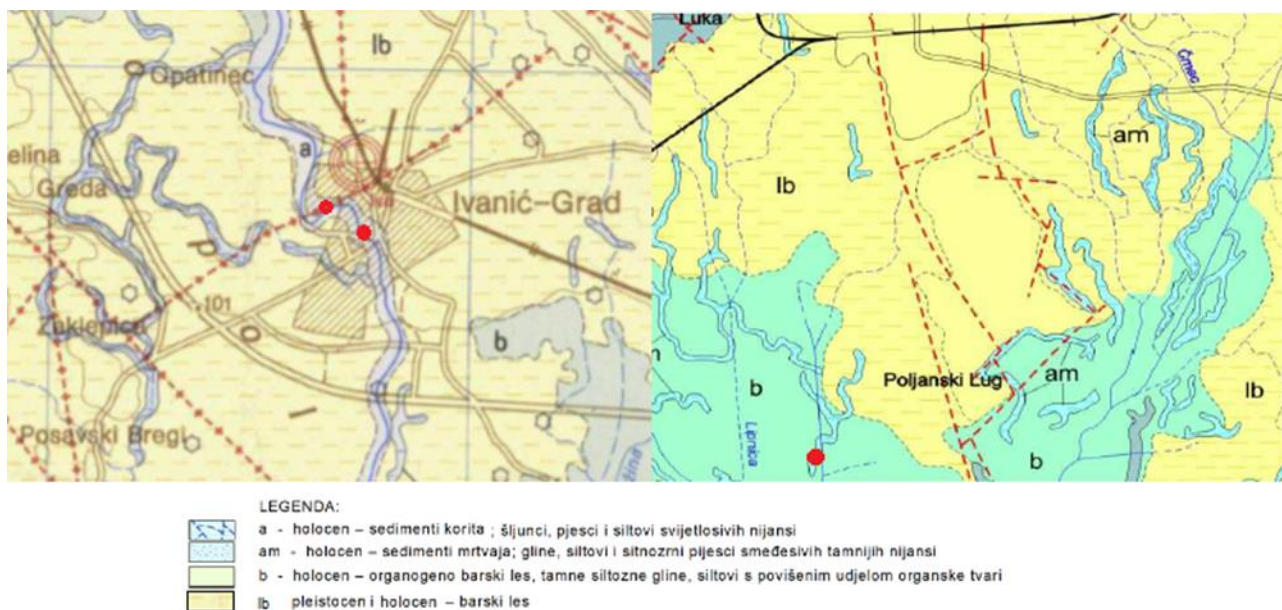 Opatinec
lb
a
elina
Greda
Ivanić-Grad
p
101
Zaklepica
O
b
l
Posavski Bregi
Luka
Črnec
am
lb
Poljanski Lug
am
lb
b
Lipnica
b
LEGENDA:
a - holocen – sedimenti korita ; šljunci, pjesci i siltovi svijetlosivih nijansi
am - holocen – sedimenti mrtvaja; gline, siltovi i sitnozrni pijesci smeđesivih tamnijih nijansi
b - holocen – organogeno barski les, tamne siltozne gline, siltovi s povišenim udjelom organske tvari
lb pleistocen i holocen – barski les